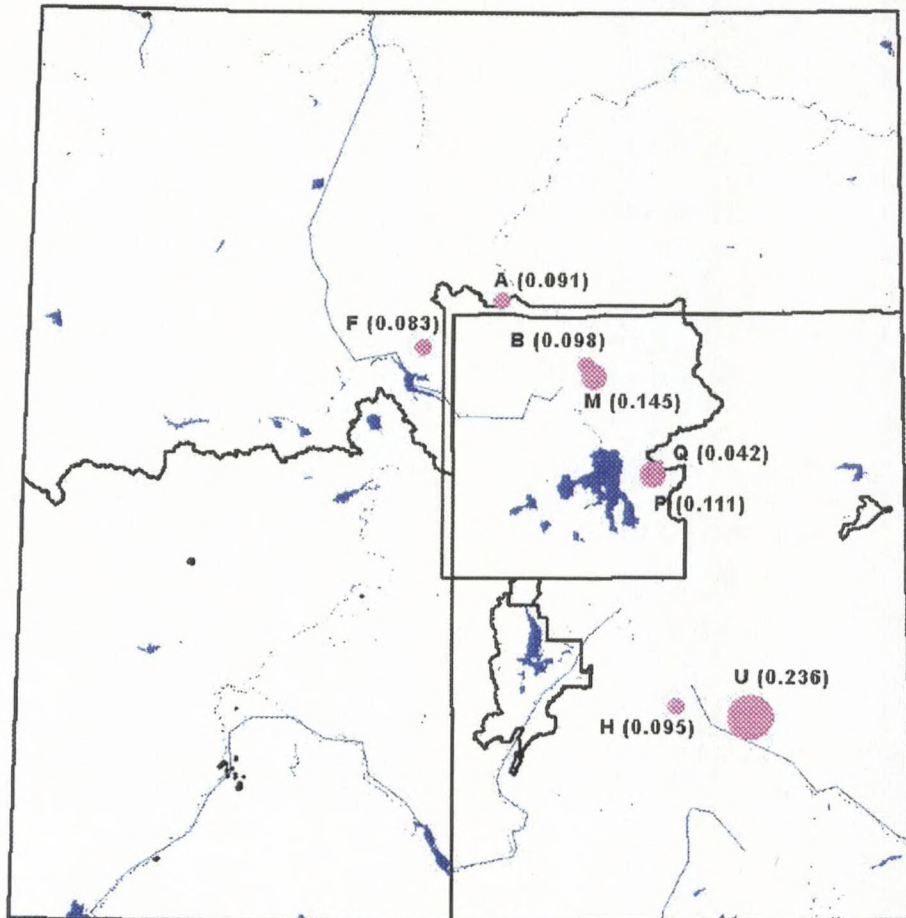 A (0.091)
F (0.083)
B (0.098)
M (0.145)
Q (0.042)
P (0.111)
U (0.236)
H (0.095)